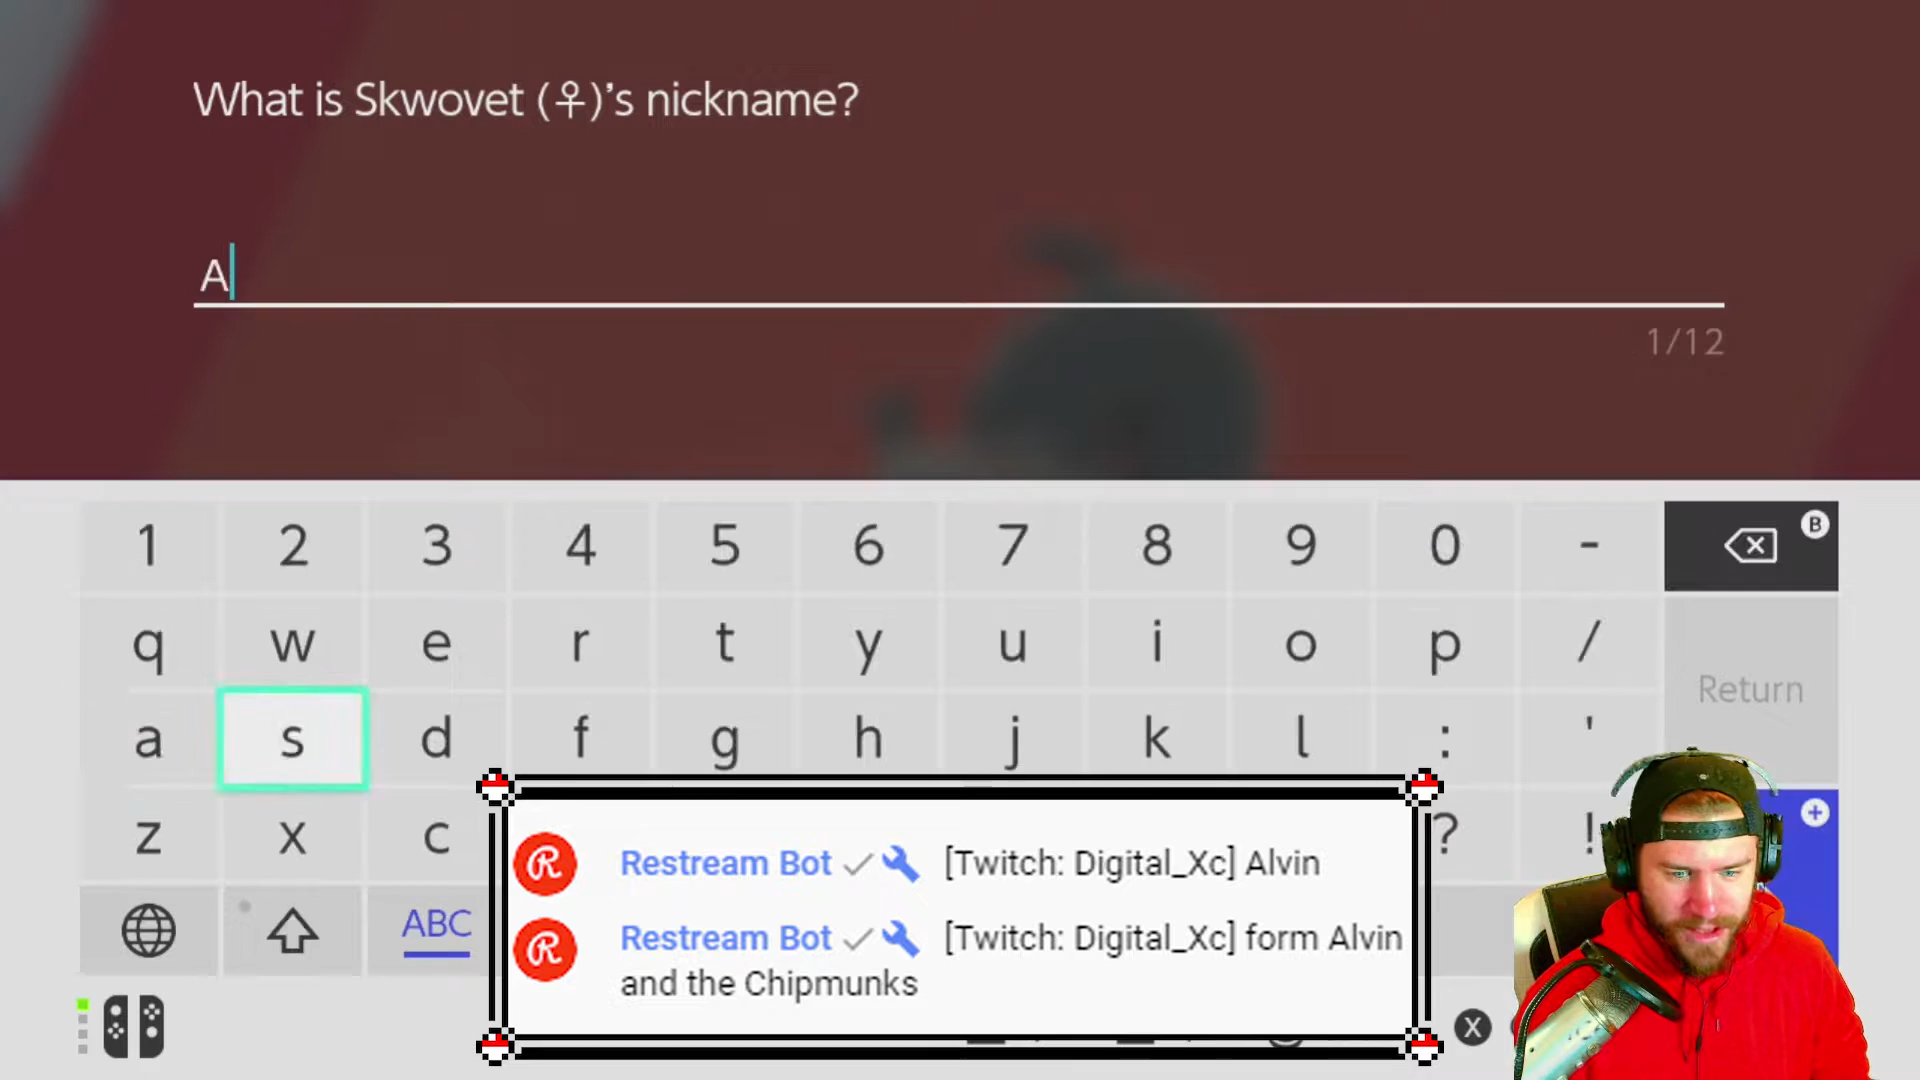 What is Skwovet (♀)'s nickname?
A
1/12
1 2 3 4 5 6 7 8 9 0 - B
q w e r t y u i o p /
Return
a s d f g h j k l : '
z x c ? ! +
ABC
Restream Bot [Twitch: Digital_Xc] Alvin
Restream Bot [Twitch: Digital_Xc] form Alvin
and the Chipmunks
X